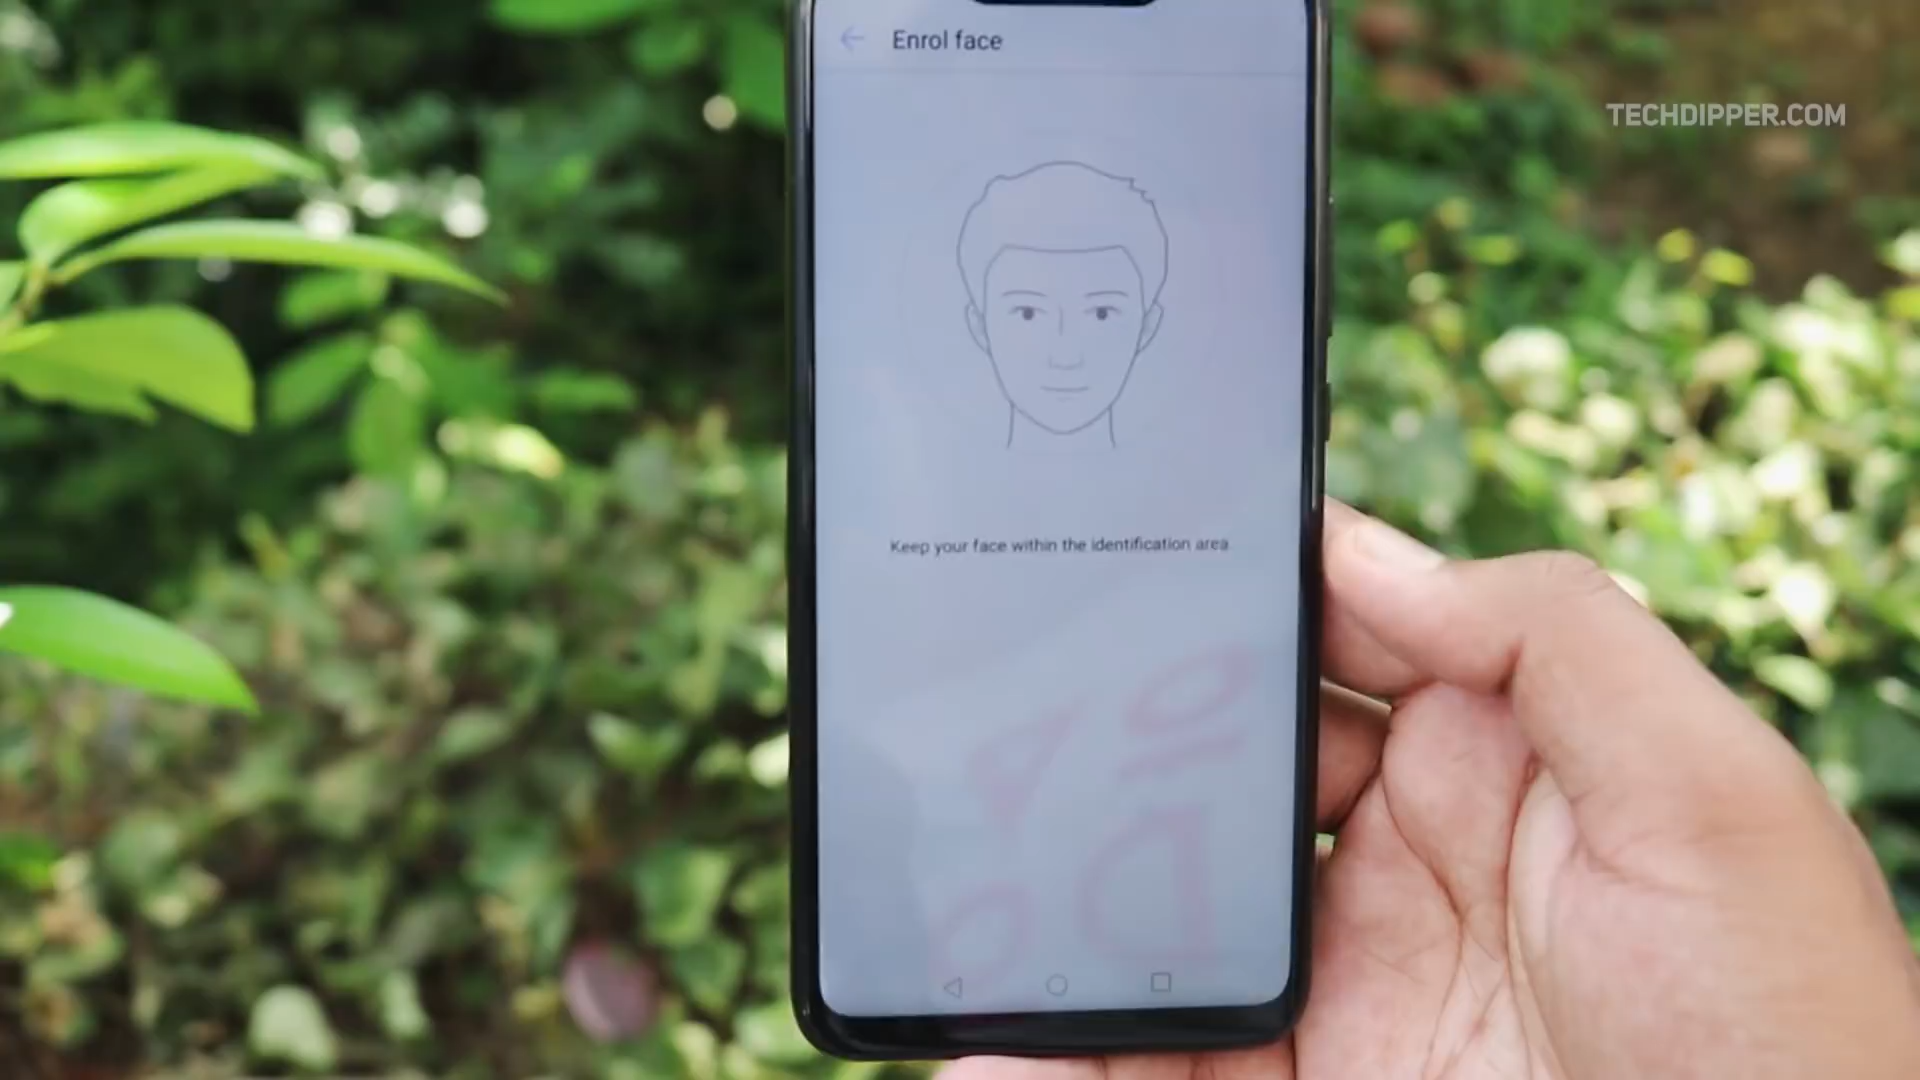 Enrol face
TECHDIPPER.COM
Keep your face within the identification area.